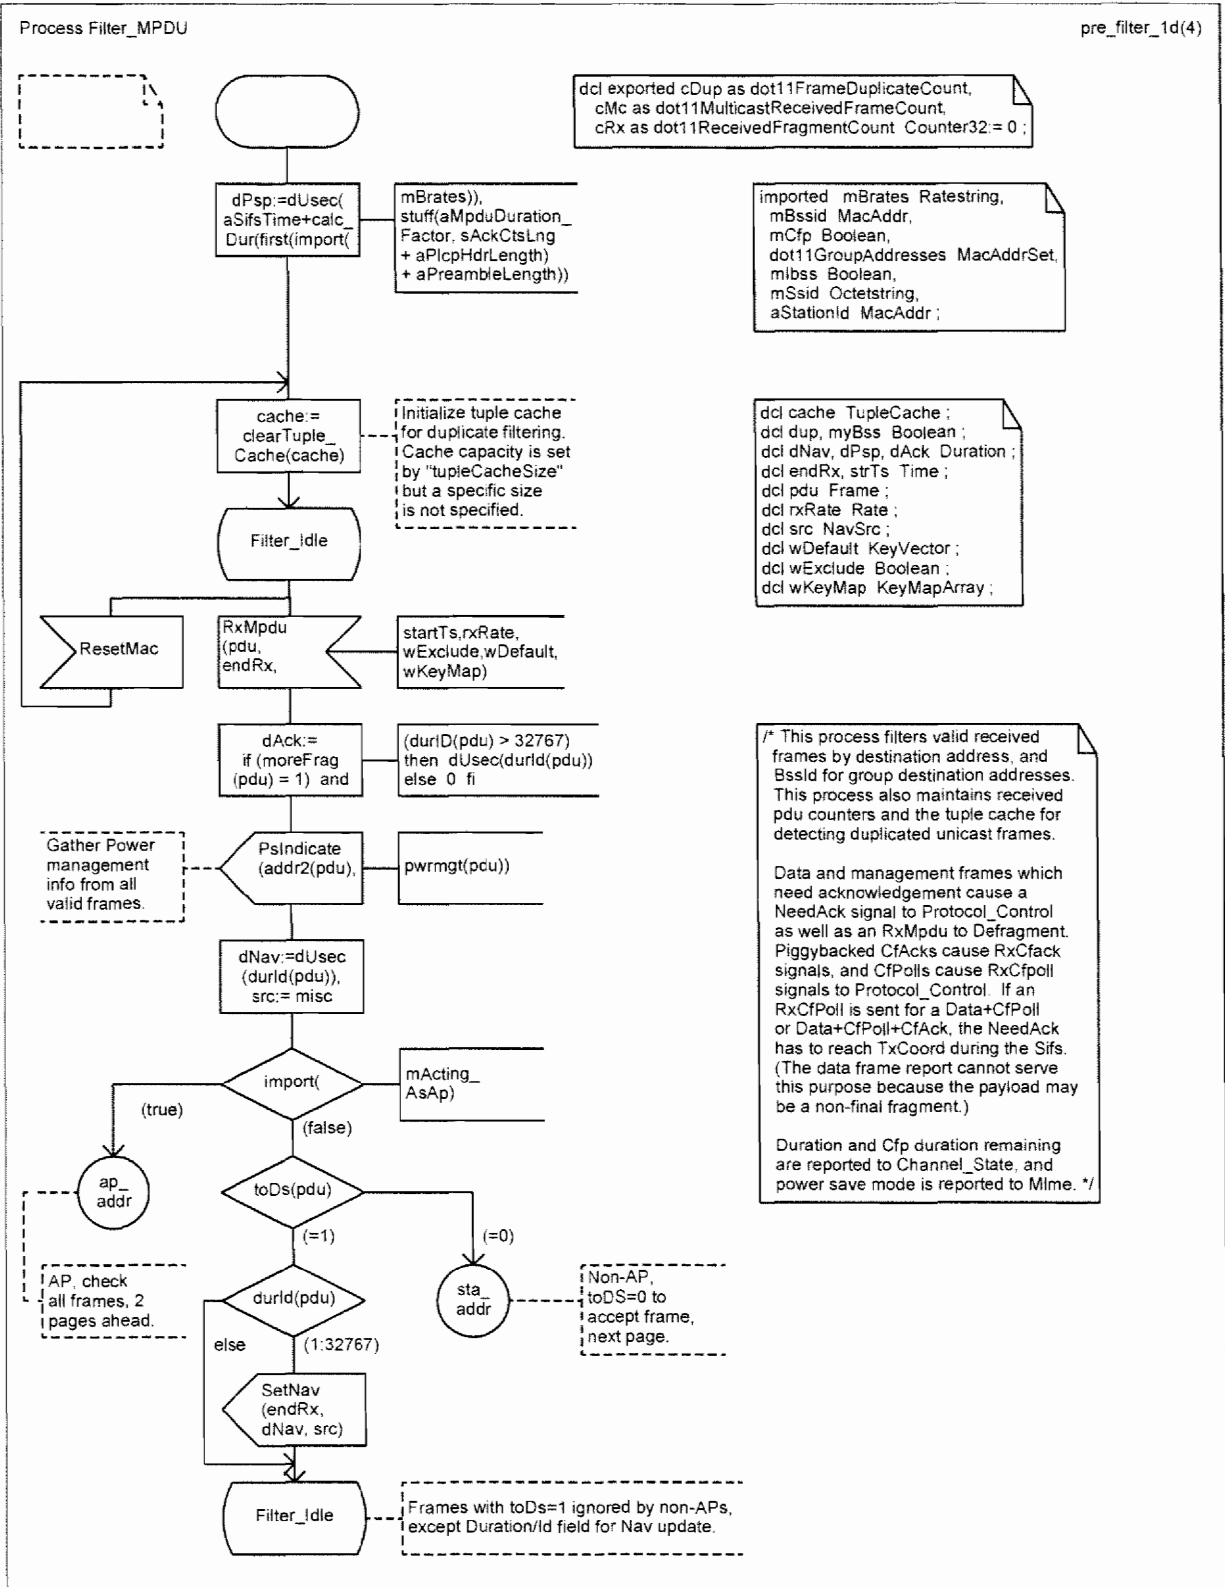 Process Filter_MPDU
pre_filter_1d(4)
dcl exported cDup as dot11FrameDuplicateCount,
cMc as dot11MulticastReceivedFrameCount,
cRx as dot11ReceivedFragmentCount Counter32:= 0 ;
dPsp:=dUsec(
aSifsTime+calc_
Dur(first(import(
mBrates)),
stuff(aMpduDuration_
Factor, sAckCtsLng
+ aPlcpHdrLength)
+ aPreambleLength))
imported mBrates Ratestring,
mBssid MacAddr,
mCfp Boolean,
dot11GroupAddresses MacAddrSet,
mIbss Boolean,
mSsid Octetstring,
aStationId MacAddr ;
cache:=
clearTuple_
Cache(cache)
Initialize tuple cache
for duplicate filtering.
Cache capacity is set
by "tupleCacheSize"
but a specific size
is not specified.
dcl cache TupleCache ;
dcl dup, myBss Boolean ;
dcl dNav, dPsp, dAck Duration ;
dcl endRx, strTs Time ;
dcl pdu Frame ;
dcl rxRate Rate ;
dcl src NavSrc ;
dcl wDefault KeyVector ;
dcl wExclude Boolean ;
dcl wKeyMap KeyMapArray ;
Filter_Idle
ResetMac
RxMpdu
(pdu,
endRx,
startTs,rxRate,
wExclude,wDefault,
wKeyMap)
dAck:=
if (moreFrag
(pdu) = 1) and
(durID(pdu) > 32767)
then dUsec(durId(pdu))
else 0 fi
/* This process filters valid received
frames by destination address, and
BssId for group destination addresses.
This process also maintains received
pdu counters and the tuple cache for
detecting duplicated unicast frames.
Data and management frames which
need acknowledgement cause a
NeedAck signal to Protocol_Control
as well as an RxMpdu to Defragment.
Piggybacked CfAcks cause RxCfack
signals, and CfPolls cause RxCfpoll
signals to Protocol_Control. If an
RxCfPoll is sent for a Data+CfPoll
or Data+CfPoll+CfAck, the NeedAck
has to reach TxCoord during the Sifs.
(The data frame report cannot serve
this purpose because the payload may
be a non-final fragment.)
Duration and Cfp duration remaining
are reported to Channel_State, and
power save mode is reported to Mlme. */
Gather Power
management
info from all
valid frames.
PsIndicate
(addr2(pdu),
pwrmgt(pdu))
dNav:=dUsec
(durId(pdu)),
src:= misc
import(
mActing_
AsAp)
(true)
(false)
ap_
addr
toDs(pdu)
(=1)
(=0)
AP, check
all frames, 2
pages ahead.
durId(pdu)
sta_
addr
Non-AP,
toDS=0 to
accept frame,
next page.
else
(1:32767)
SetNav
(endRx,
dNav, src)
Filter_Idle
Frames with toDs=1 ignored by non-APs,
except Duration/Id field for Nav update.